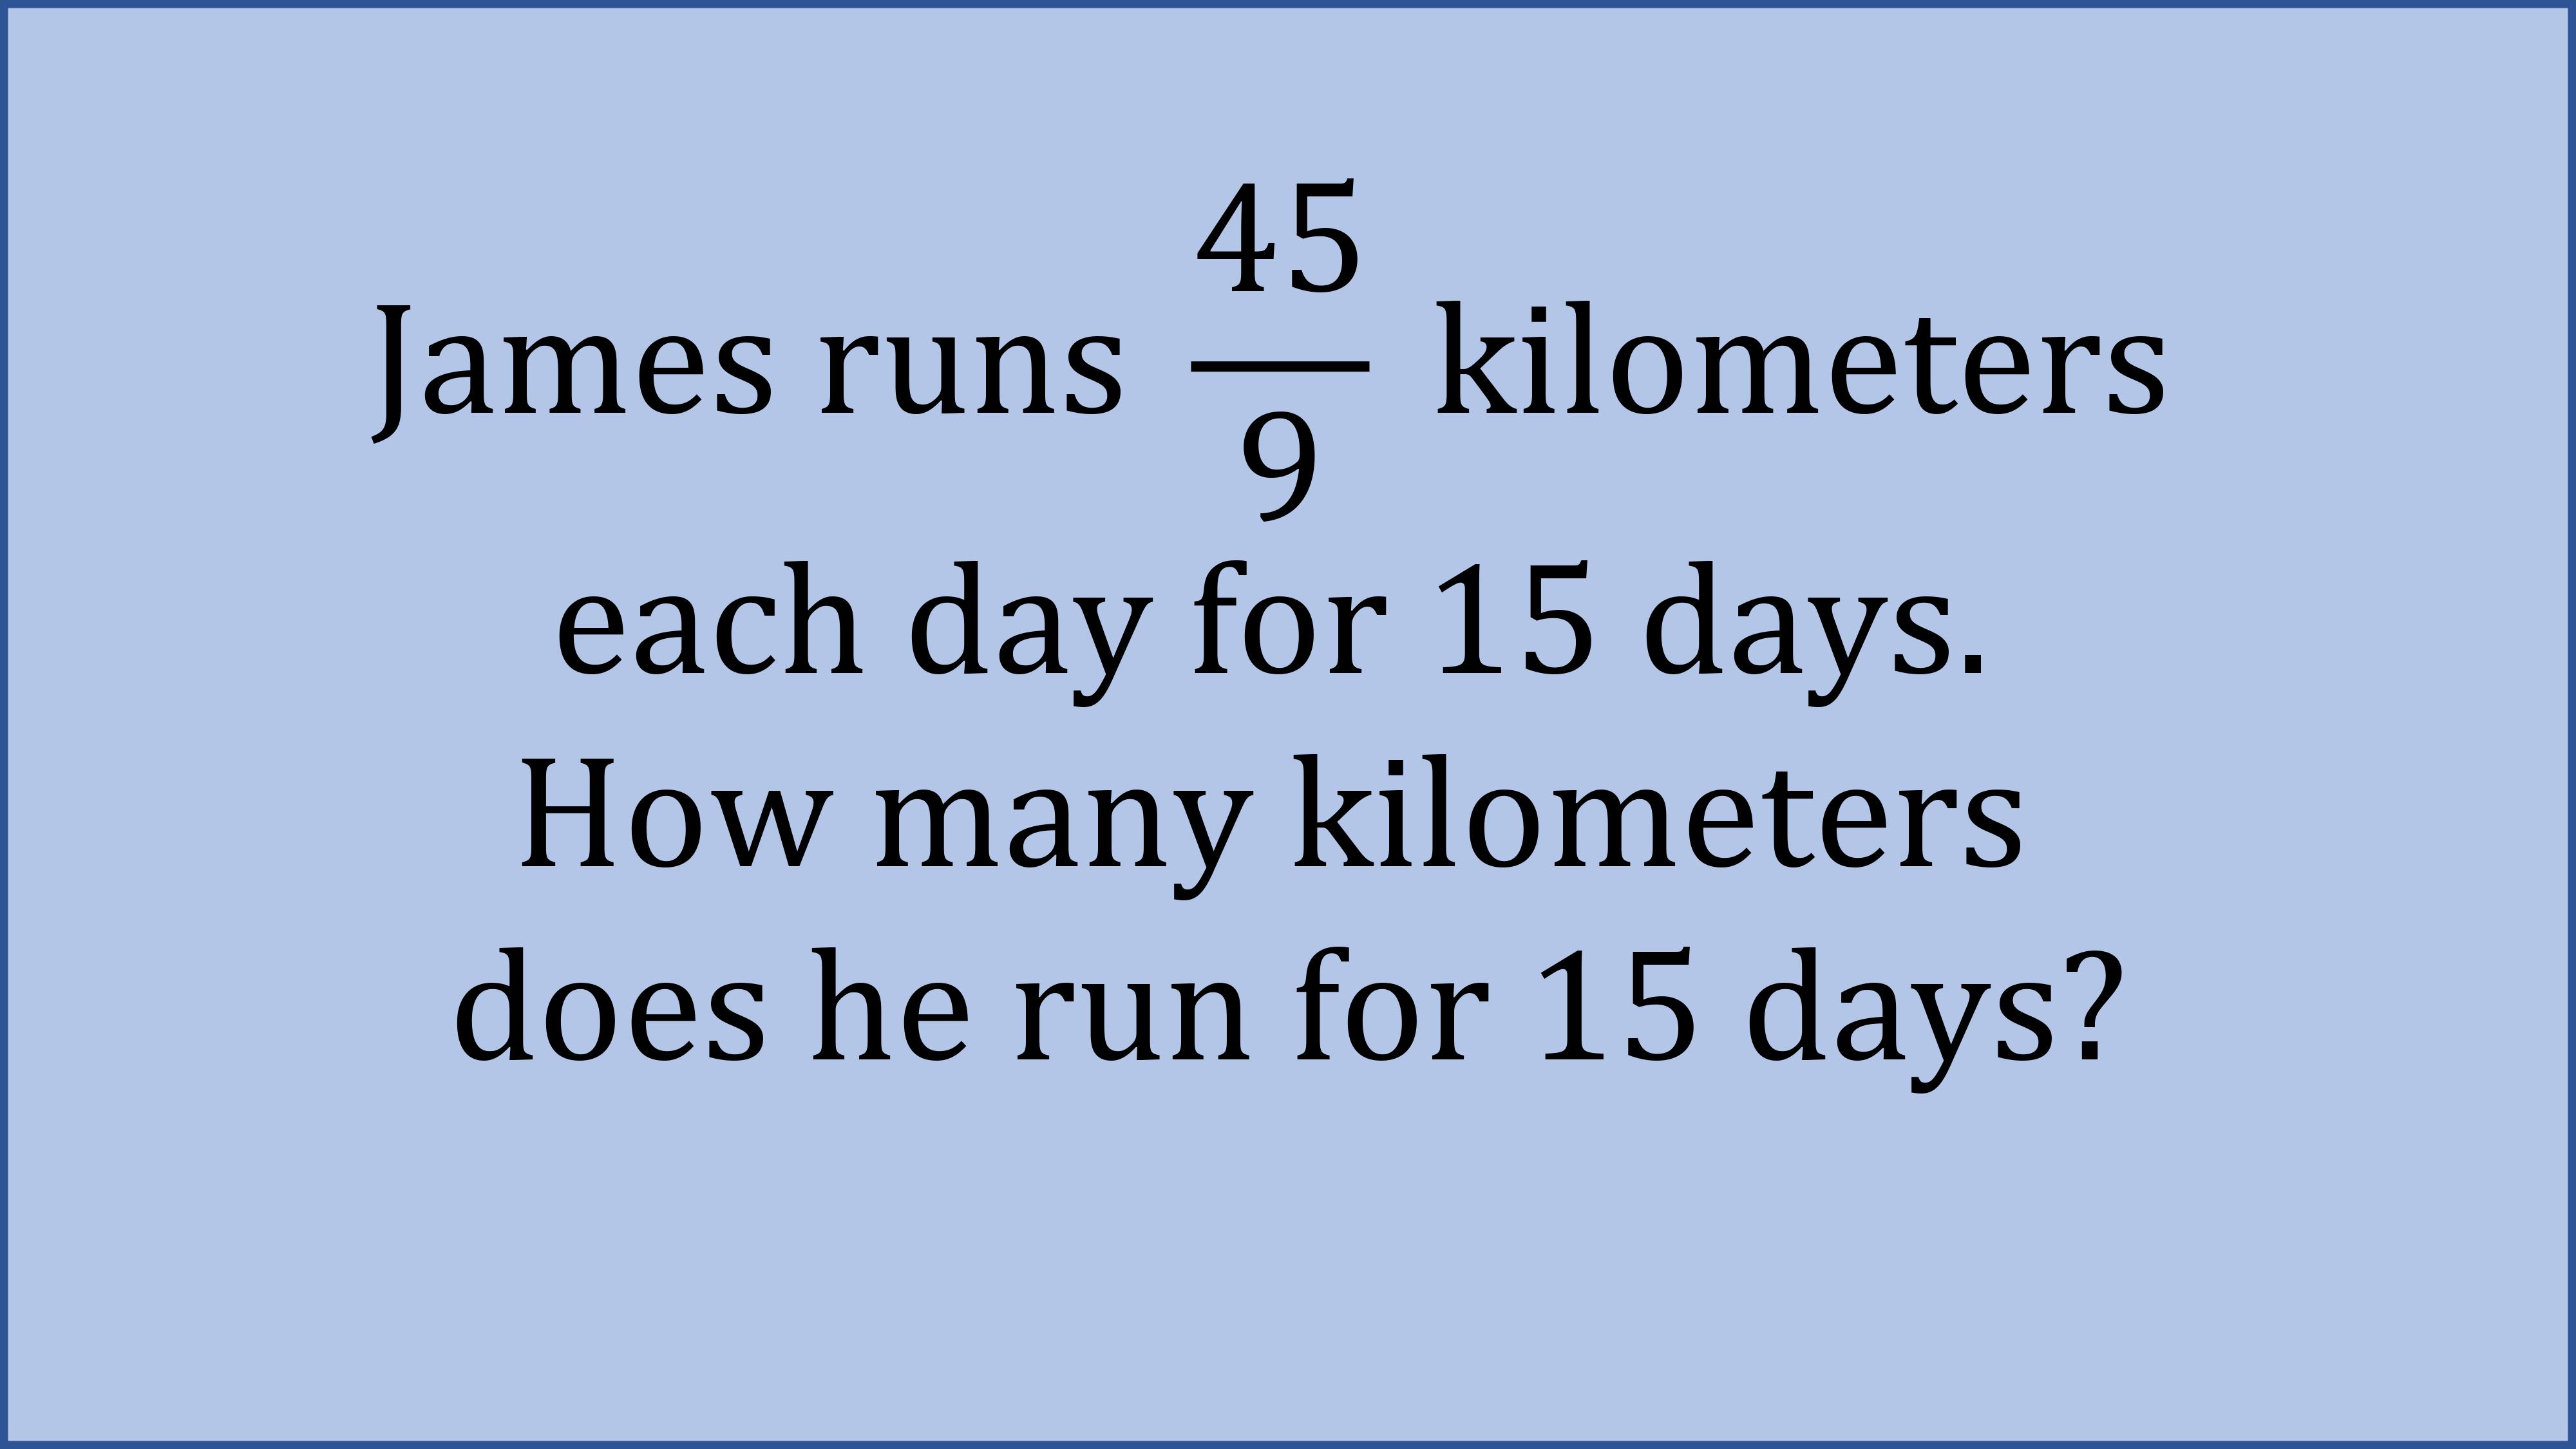 James runs 45/9 kilometers
each day for 15 days.
How many kilometers
does he run for 15 days?